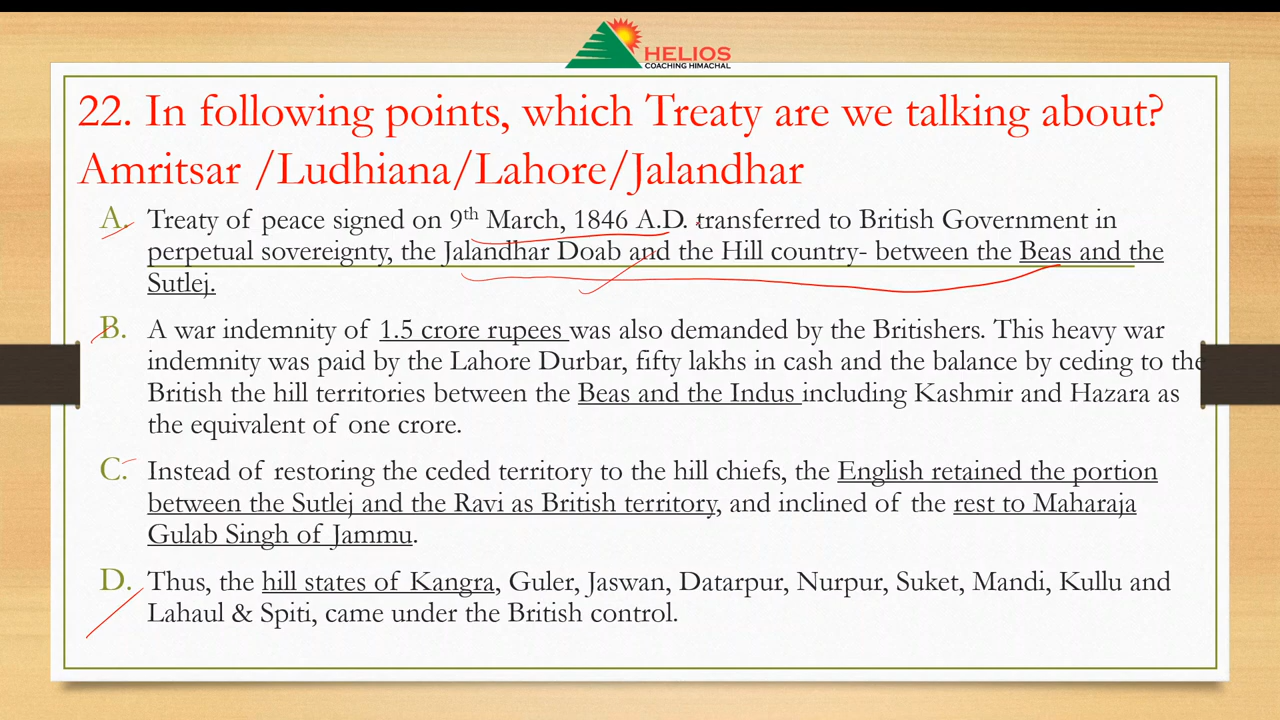 HELIOS
COACHING HIMACHAL
22. In following points, which Treaty are we talking about?
Amritsar /Ludhiana/Lahore/Jalandhar
A. Treaty of peace signed on 9th March, 1846 A.D. transferred to British Government in
perpetual sovereignty, the Jalandhar Doab and the Hill country- between the Beas and the
Sutlej.
B. A war indemnity of 1.5 crore rupees was also demanded by the Britishers. This heavy war
indemnity was paid by the Lahore Durbar, fifty lakhs in cash and the balance by ceding to the
British the hill territories between the Beas and the Indus including Kashmir and Hazara as
the equivalent of one crore.
C. Instead of restoring the ceded territory to the hill chiefs, the English retained the portion
between the Sutlej and the Ravi as British territory, and inclined of the rest to Maharaja
Gulab Singh of Jammu.
D. Thus, the hill states of Kangra, Guler, Jaswan, Datarpur, Nurpur, Suket, Mandi, Kullu and
Lahaul & Spiti, came under the British control.